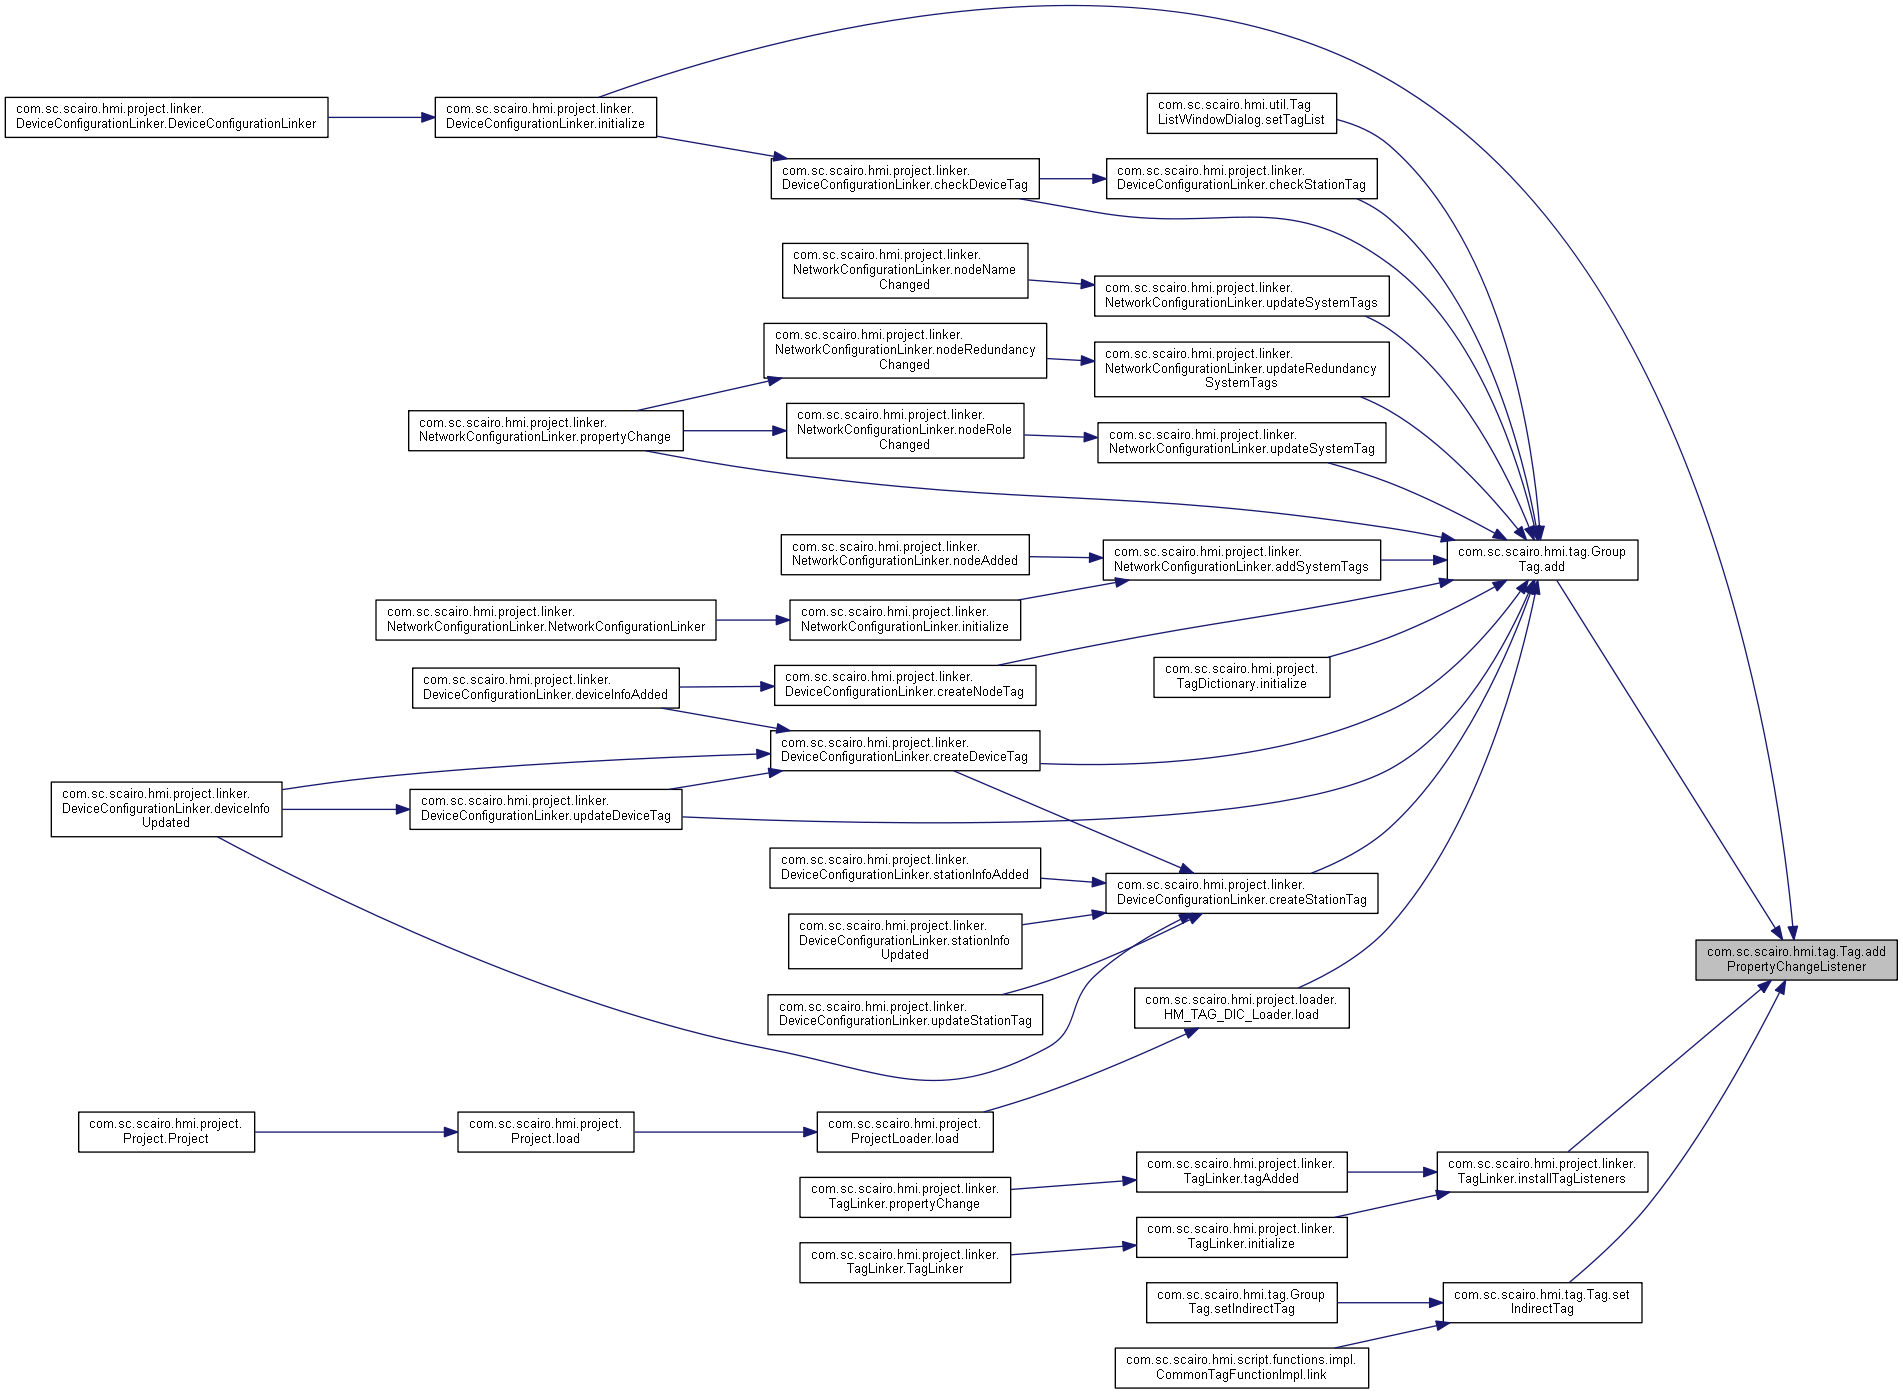 com.sc.scairo.hmi.project.linker.
DeviceConfigurationLinker.DeviceConfigurationLinker
com.sc.scairo.hmi.project.linker.
DeviceConfigurationLinker.initialize
com.sc.scairo.hmi.util.Tag
ListWindowDialog.setTagList
com.sc.scairo.hmi.project.linker.
DeviceConfigurationLinker.checkDeviceTag
com.sc.scairo.hmi.project.linker.
DeviceConfigurationLinker.checkStationTag
com.sc.scairo.hmi.project.linker.
NetworkConfigurationLinker.nodeName
Changed
com.sc.scairo.hmi.project.linker.
NetworkConfigurationLinker.updateSystemTags
com.sc.scairo.hmi.project.linker.
NetworkConfigurationLinker.nodeRedundancy
Changed
com.sc.scairo.hmi.project.linker.
NetworkConfigurationLinker.updateRedundancy
SystemTags
com.sc.scairo.hmi.project.linker.
NetworkConfigurationLinker.propertyChange
com.sc.scairo.hmi.project.linker.
NetworkConfigurationLinker.nodeRole
Changed
com.sc.scairo.hmi.project.linker.
NetworkConfigurationLinker.updateSystemTag
com.sc.scairo.hmi.project.linker.
NetworkConfigurationLinker.nodeAdded
com.sc.scairo.hmi.project.linker.
NetworkConfigurationLinker.addSystemTags
com.sc.scairo.hmi.tag.Group
Tag.add
com.sc.scairo.hmi.project.linker.
NetworkConfigurationLinker.NetworkConfigurationLinker
com.sc.scairo.hmi.project.linker.
NetworkConfigurationLinker.initialize
com.sc.scairo.hmi.project.
TagDictionary.initialize
com.sc.scairo.hmi.project.linker.
DeviceConfigurationLinker.deviceInfoAdded
com.sc.scairo.hmi.project.linker.
DeviceConfigurationLinker.createNodeTag
com.sc.scairo.hmi.project.linker.
DeviceConfigurationLinker.createDeviceTag
com.sc.scairo.hmi.project.linker.
DeviceConfigurationLinker.deviceInfo
Updated
com.sc.scairo.hmi.project.linker.
DeviceConfigurationLinker.updateDeviceTag
com.sc.scairo.hmi.project.linker.
DeviceConfigurationLinker.stationInfoAdded
com.sc.scairo.hmi.project.linker.
DeviceConfigurationLinker.createStationTag
com.sc.scairo.hmi.project.linker.
DeviceConfigurationLinker.stationInfo
Updated
com.sc.scairo.hmi.tag.Tag.add
PropertyChangeListener
com.sc.scairo.hmi.project.linker.
DeviceConfigurationLinker.updateStationTag
com.sc.scairo.hmi.project.loader.
HM_TAG_DIC_Loader.load
com.sc.scairo.hmi.project.
Project.Project
com.sc.scairo.hmi.project.
Project.load
com.sc.scairo.hmi.project.
ProjectLoader.load
com.sc.scairo.hmi.project.linker.
TagLinker.tagAdded
com.sc.scairo.hmi.project.linker.
TagLinker.installTagListeners
com.sc.scairo.hmi.project.linker.
TagLinker.propertyChange
com.sc.scairo.hmi.project.linker.
TagLinker.initialize
com.sc.scairo.hmi.project.linker.
TagLinker.TagLinker
com.sc.scairo.hmi.tag.Group
Tag.setIndirectTag
com.sc.scairo.hmi.tag.Tag.set
IndirectTag
com.sc.scairo.hmi.script.functions.impl.
CommonTagFunctionImpl.link